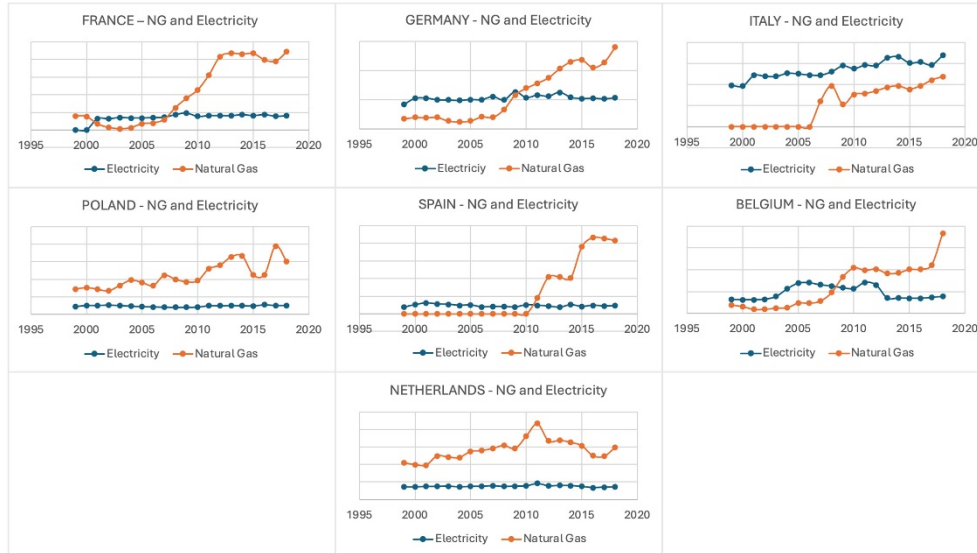 FRANCE – NG and Electricity
1995 2000 2005 2010 2015 2020
Electricity Natural Gas
GERMANY - NG and Electricity
1995 2000 2005 2010 2015 2020
Electriciy Natural Gas
ITALY - NG and Electricity
1995 2000 2005 2010 2015 2020
Electricity Natural Gas
POLAND - NG and Electricity
1995 2000 2005 2010 2015 2020
Electricity Natural Gas
SPAIN - NG and Electricity
1995 2000 2005 2010 2015 2020
Electricity Natural Gas
BELGIUM - NG and Electricity
1995 2000 2005 2010 2015 2020
Electricity Natural Gas
NETHERLANDS - NG and Electricity
1995 2000 2005 2010 2015 2020
Electricity Natural Gas